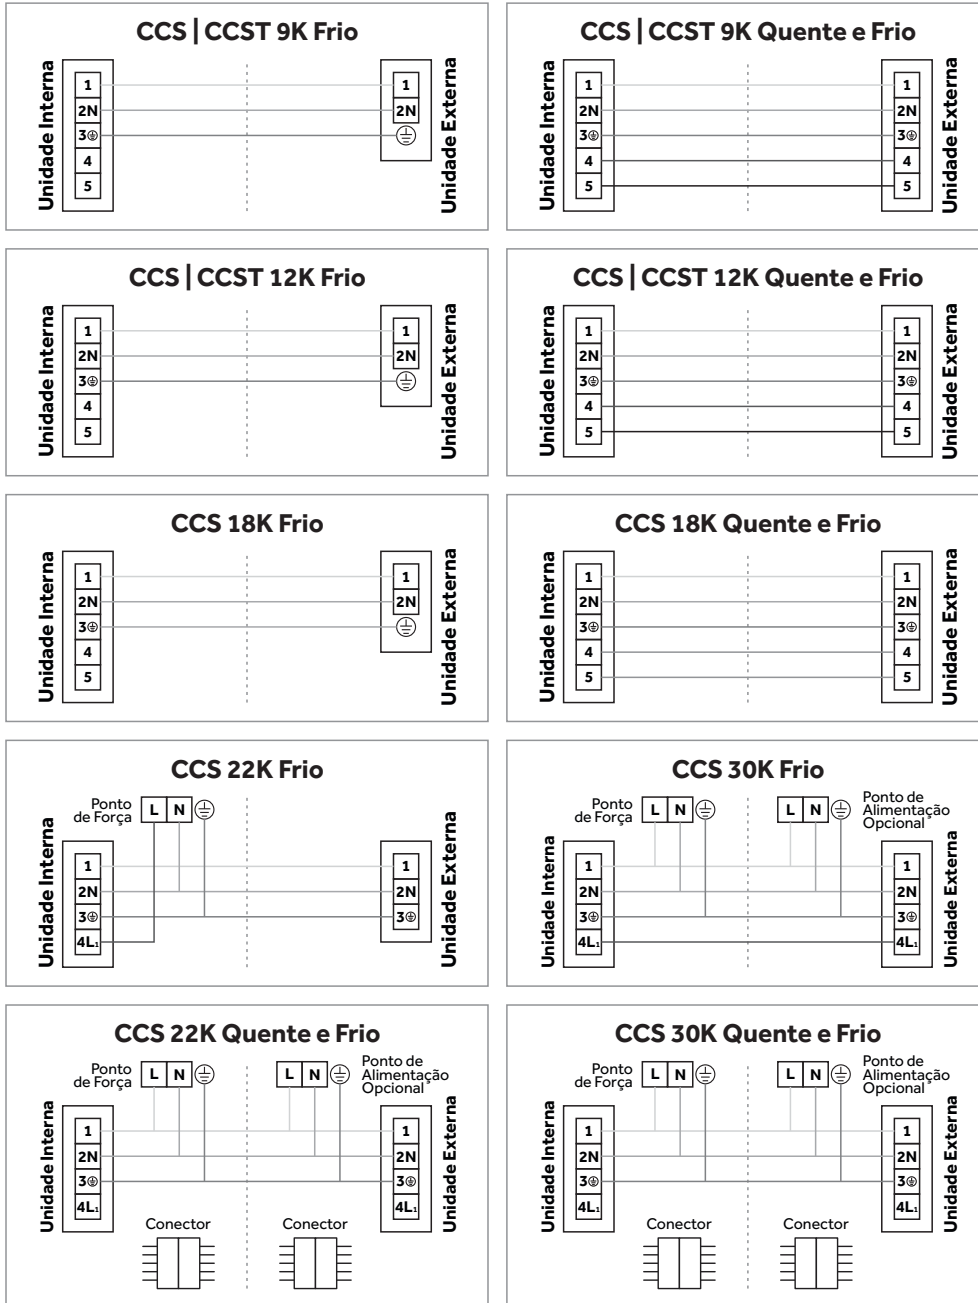 CCS | CCST 9K Frio
Unidade Interna
1
2N
3
4
5
1
2N
Unidade Externa
CCS | CCST 9K Quente e Frio
Unidade Interna
1
2N
3
4
5
1
2N
3
4
5
Unidade Externa
CCS | CCST 12K Frio
Unidade Interna
1
2N
3
4
5
1
2N
Unidade Externa
CCS | CCST 12K Quente e Frio
Unidade Interna
1
2N
3
4
5
1
2N
3
4
5
Unidade Externa
CCS 18K Frio
Unidade Interna
1
2N
3
4
5
1
2N
Unidade Externa
CCS 18K Quente e Frio
Unidade Interna
1
2N
3
4
5
1
2N
3
4
5
Unidade Externa
CCS 22K Frio
Ponto
de Força
L N
Unidade Interna
1
2N
3
4L₁
1
2N
3
Unidade Externa
CCS 30K Frio
Ponto
de Força
L N
L N
Ponto de
Alimentação
Opcional
Unidade Interna
1
2N
3
4L₁
1
2N
3
4L₁
Unidade Externa
CCS 22K Quente e Frio
Ponto
de Força
L N
L N
Ponto de
Alimentação
Opcional
Unidade Interna
1
2N
3
4L₁
1
2N
3
4L₁
Unidade Externa
Conector
Conector
CCS 30K Quente e Frio
Ponto
de Força
L N
L N
Ponto de
Alimentação
Opcional
Unidade Interna
1
2N
3
4L₁
1
2N
3
4L₁
Unidade Externa
Conector
Conector